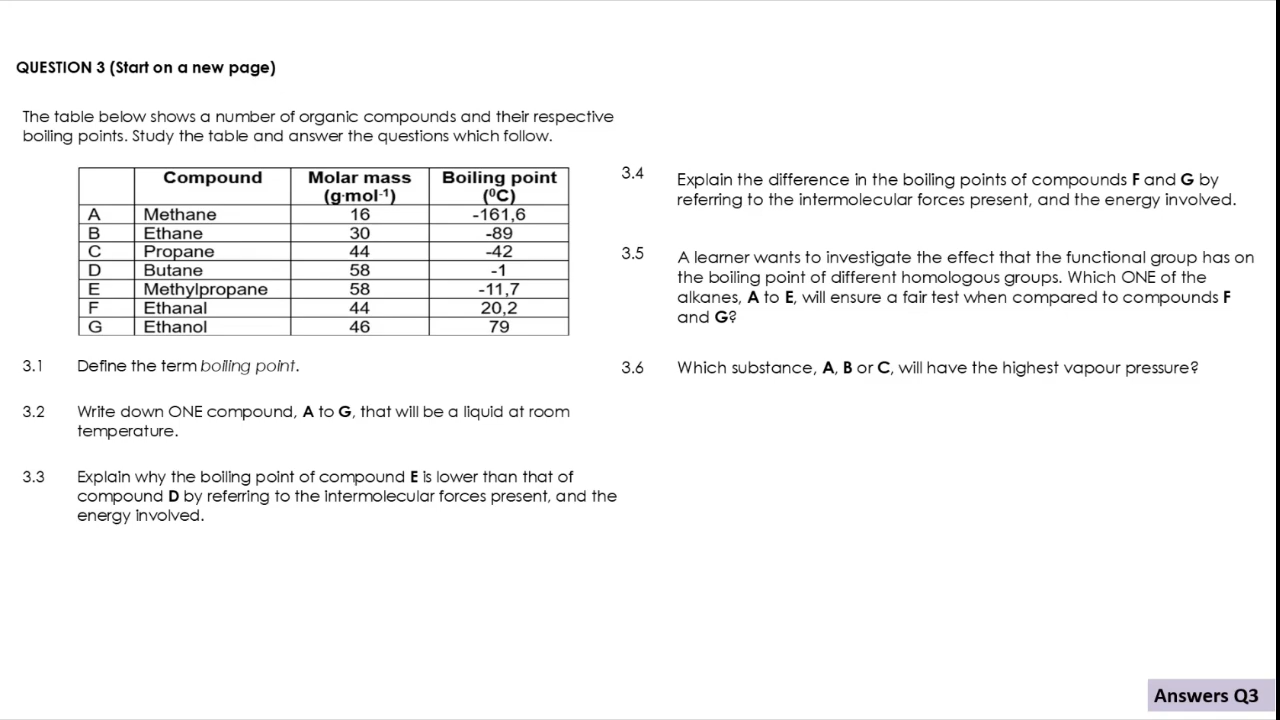 QUESTION 3 (Start on a new page)
The table below shows a number of organic compounds and their respective
boiling points. Study the table and answer the questions which follow.
Compound Molar mass (g·mol⁻¹) Boiling point (⁰C)
A Methane 16 -161,6
B Ethane 30 -89
C Propane 44 -42
D Butane 58 -1
E Methylpropane 58 -11,7
F Ethanal 44 20,2
G Ethanol 46 79
3.1 Define the term boiling point.
3.2 Write down ONE compound, A to G, that will be a liquid at room
temperature.
3.3 Explain why the boiling point of compound E is lower than that of
compound D by referring to the intermolecular forces present, and the
energy involved.
3.4 Explain the difference in the boiling points of compounds F and G by
referring to the intermolecular forces present, and the energy involved.
3.5 A learner wants to investigate the effect that the functional group has on
the boiling point of different homologous groups. Which ONE of the
alkanes, A to E, will ensure a fair test when compared to compounds F
and G?
3.6 Which substance, A, B or C, will have the highest vapour pressure?
Answers Q3